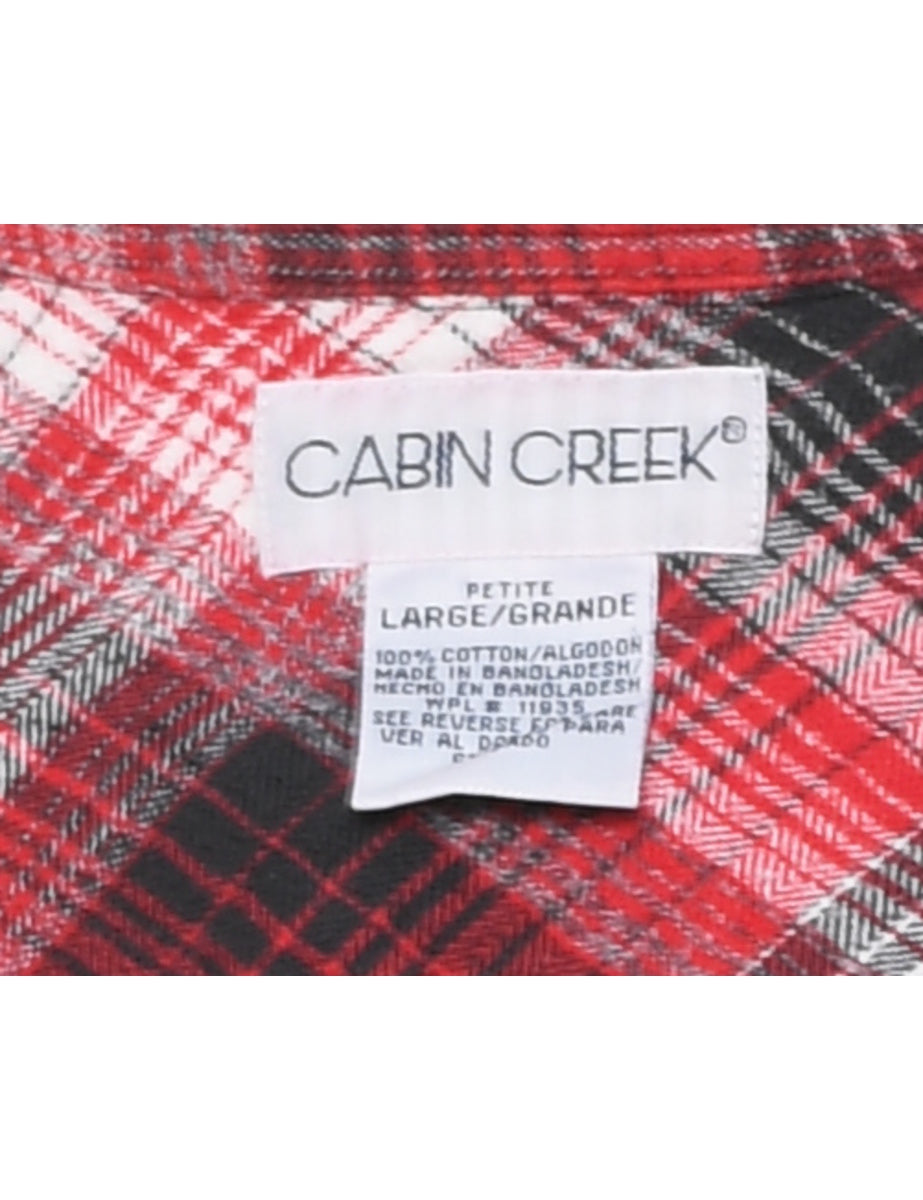 CABIN CREEK®
PETITE
LARGE/GRANDE
100% COTTON/ALGODON
MADE IN BANGLADESH/
HECHO EN BANGLADESH
WPL # 11935
SEE REVERSE PARA
VER AL